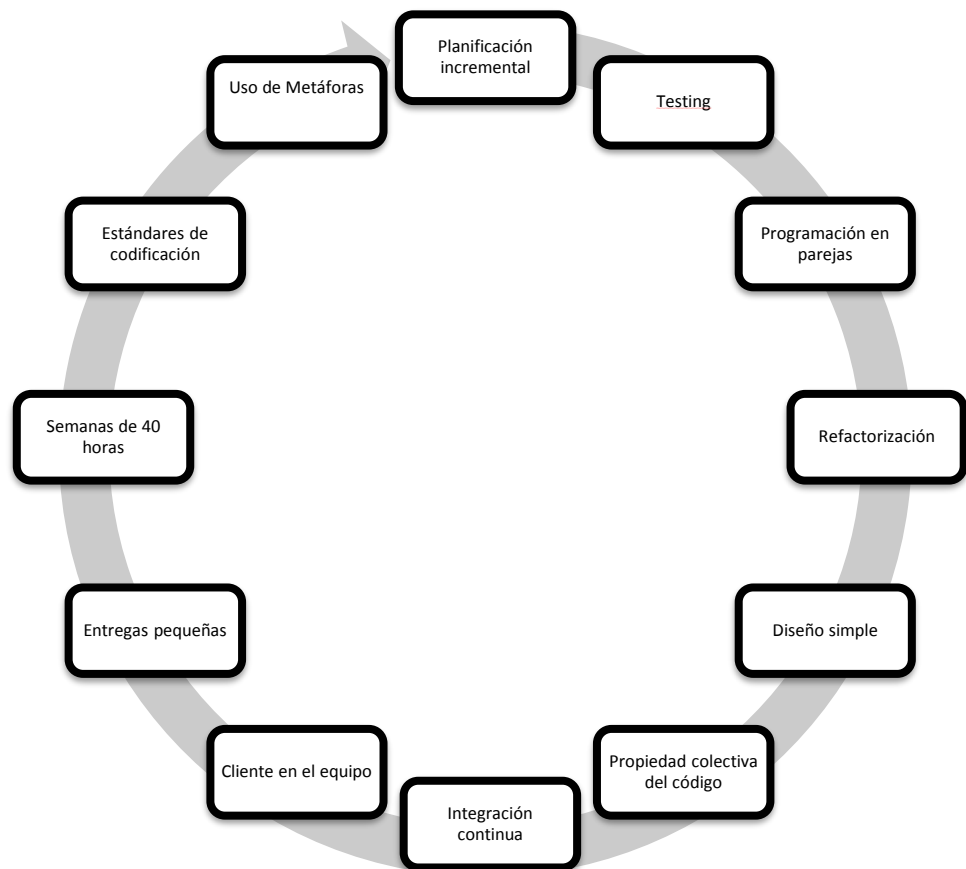 Planificación
incremental
Testing
Programación en
parejas
Refactorización
Diseño simple
Propiedad colectiva
del código
Integración
continua
Cliente en el equipo
Entregas pequeñas
Semanas de 40
horas
Estándares de
codificación
Uso de Metáforas